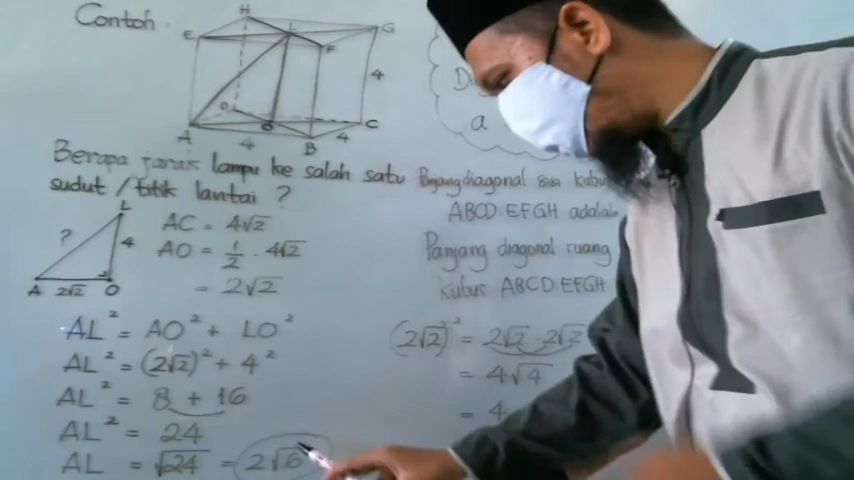 Contoh.
H
E
G
F
4
D
A
O
C
4
B
4
a
Berapa jarak lampu ke salah satu
sudut / titik lantai ?
L
?
4
A 2√2 O
AC = 4√2
AO = 1/2 · 4√2
= 2√2
AL² = AO² + LO²
AL² = (2√2)² + 4²
AL² = 8 + 16
AL² = 24
AL = √24 = 2√6
Panjang diagonal sisi kubus
ABCD.EFGH adalah
Panjang diagonal ruang
kubus ABCD.EFGH
(2√2)² = 2√2 · 2√2
= 4·√4
= 4